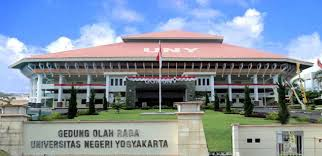 UNY
GEDUNG OLAH RAGA
UNIVERSITAS NEGERI YOGYAKARTA